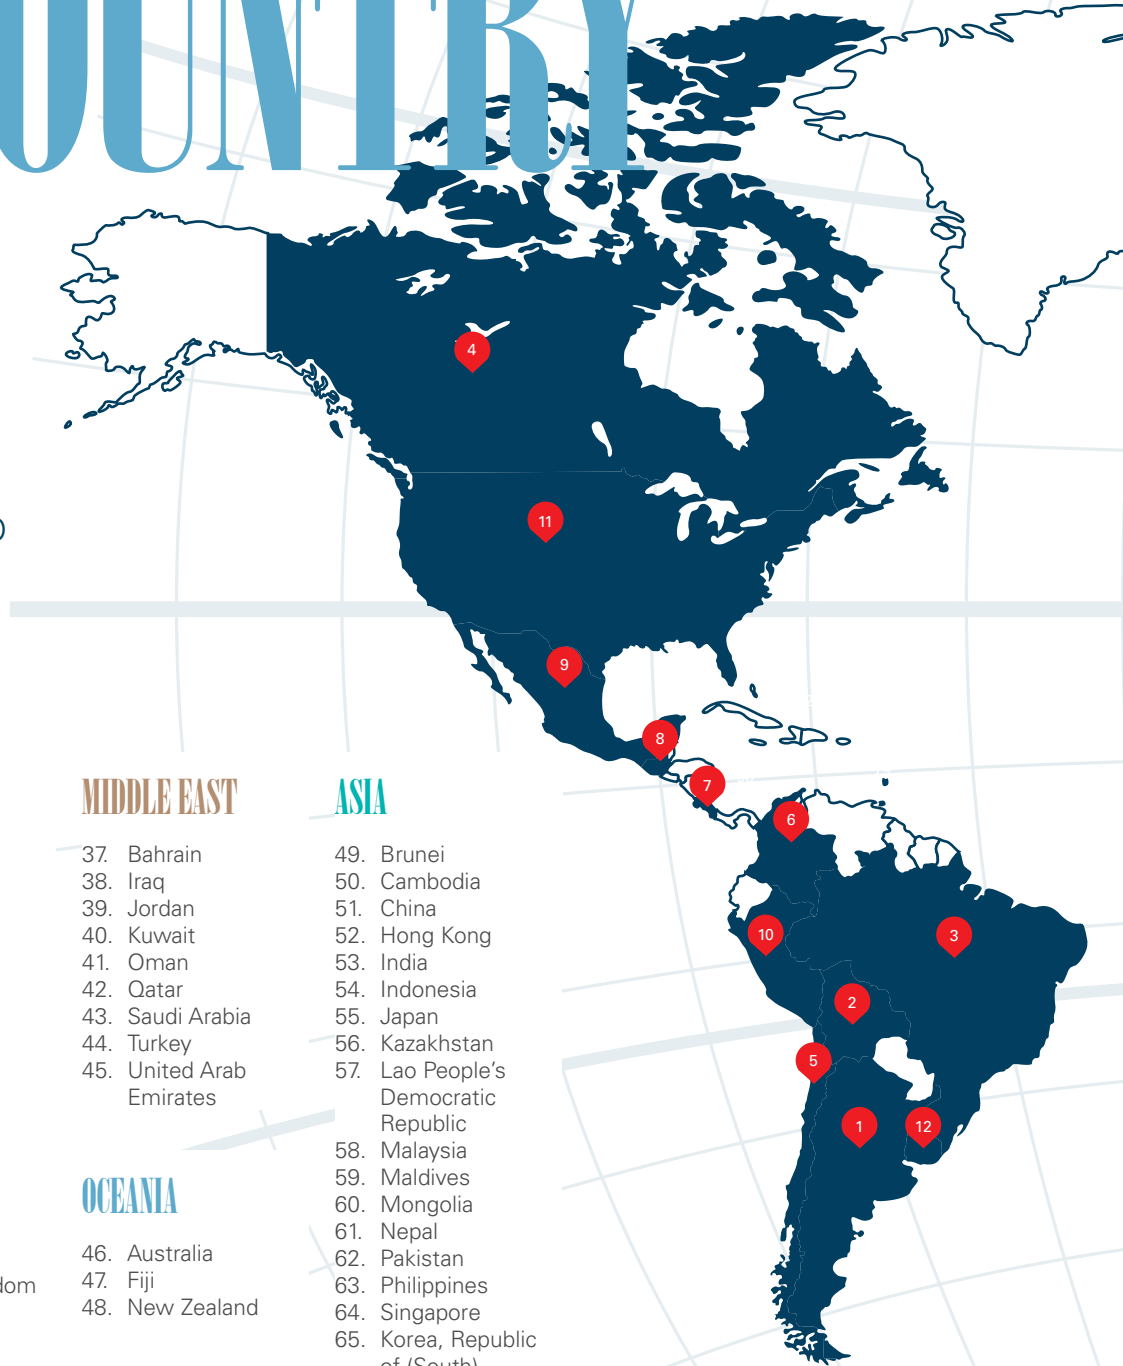 OUNTRY
4
11
9
8
7
6
10
3
2
5
1
12
MIDDLE EAST
37. Bahrain
38. Iraq
39. Jordan
40. Kuwait
41. Oman
42. Qatar
43. Saudi Arabia
44. Turkey
45. United Arab
Emirates
OCEANIA
46. Australia
47. Fiji
48. New Zealand
dom
ASIA
49. Brunei
50. Cambodia
51. China
52. Hong Kong
53. India
54. Indonesia
55. Japan
56. Kazakhstan
57. Lao People’s
Democratic
Republic
58. Malaysia
59. Maldives
60. Mongolia
61. Nepal
62. Pakistan
63. Philippines
64. Singapore
65. Korea, Republic
of (South)